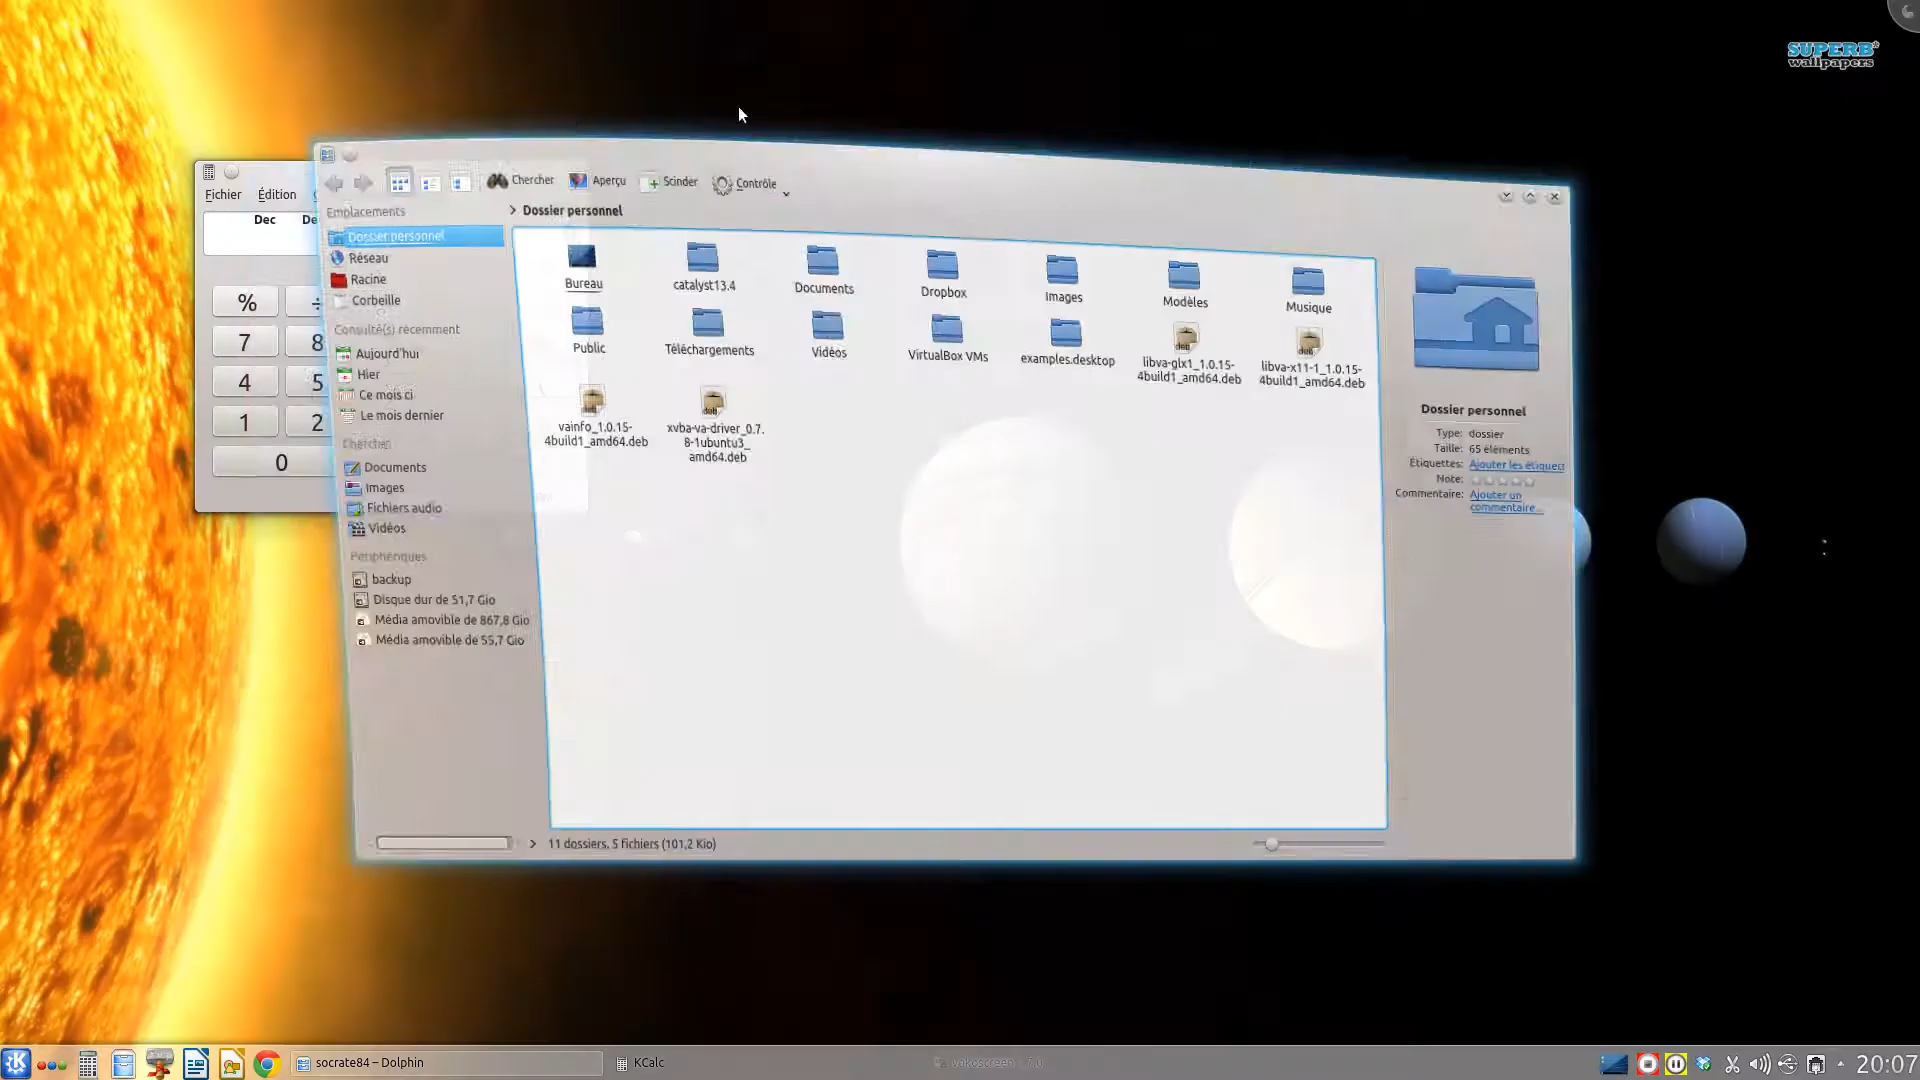 SUPERB
wallpapers
Fichier Édition
Dec
%
7 8
4 5
1 2
0
Chercher Aperçu Scinder Contrôle
Emplacements
Dossier personnel
Réseau
Racine
Corbeille
Consulté(s) récemment
Aujourd'hui
Hier
Ce mois ci
Le mois dernier
Chercher
Documents
Images
Fichiers audio
Vidéos
Périphériques
backup
Disque dur de 51,7 Gio
Média amovible de 867,8 Gio
Média amovible de 55,7 Gio
> Dossier personnel
Bureau
catalyst13.4
Documents
Dropbox
Images
Modèles
Musique
Public
Téléchargements
Vidéos
VirtualBox VMs
examples.desktop
libva-glx1_1.0.15-
4build1_amd64.deb
libva-x11-1_1.0.15-
4build1_amd64.deb
vainfo_1.0.15-
4build1_amd64.deb
xvba-va-driver_0.7.
8-1ubuntu3_
amd64.deb
Dossier personnel
Type: dossier
Taille: 65 éléments
Étiquettes: Ajouter les
Note:
Commentaire: Ajouter un
commentaire...
11 dossiers, 5 fichiers (101,2 Kio)
socrate84 – Dolphin
KCalc
20:07